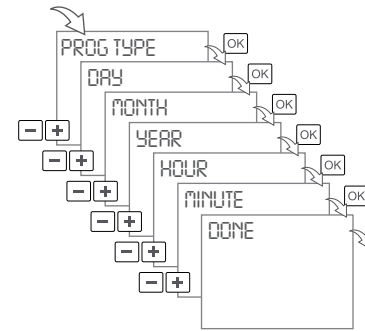 PROG TYPE
OK
DAY
OK
MONTH
OK
− +
YEAR
OK
− +
HOUR
OK
− +
MINUTE
OK
− +
DONE
− +
− +